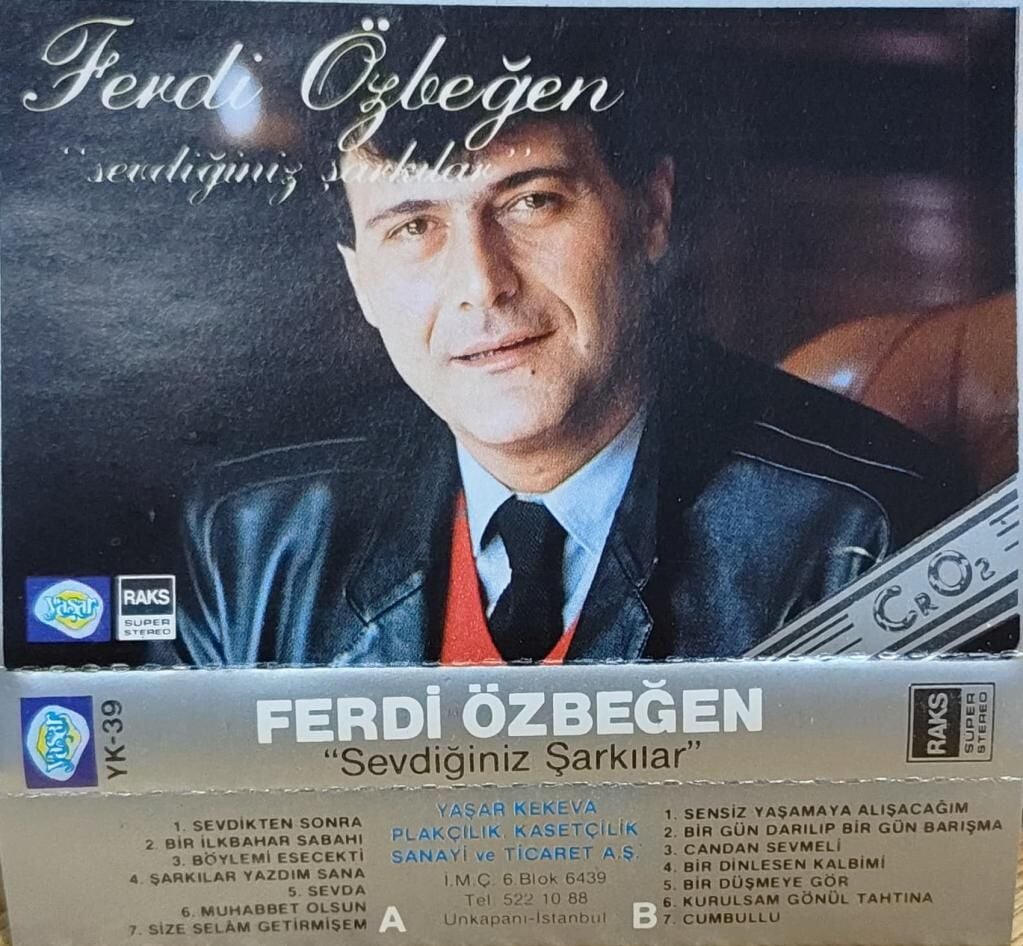 Ferdi Özbeğen
"sevdiğiniz şarkılar"
yaşar
RAKS
SUPER
STEREO
CrO2
yaşar
YK-39
FERDİ ÖZBEĞEN
"Sevdiğiniz Şarkılar"
RAKS
SUPER
STEREO
1. SEVDİKTEN SONRA
2. BİR İLKBAHAR SABAHI
3. BÖYLEMİ ESECEKTİ
4. ŞARKILAR YAZDIM SANA
5. SEVDA
6. MUHABBET OLSUN
7. SİZE SELÂM GETİRMİŞEM
A
YAŞAR KEKEVA
PLAKÇILIK, KASETÇİLİK
SANAYİ ve TİCARET A.Ş.
İ.M.Ç. 6.Blok 6439
Tel: 522 10 88
Unkapanı-İstanbul
B
1. SENSİZ YAŞAMAYA ALIŞACAĞIM
2. BİR GÜN DARILIP BİR GÜN BARIŞMA
3. CANDAN SEVMELİ
4. BİR DİNLESEN KALBİMİ
5. BİR DÜŞMEYE GÖR
6. KURULSAM GÖNÜL TAHTINA
7. CUMBULLU